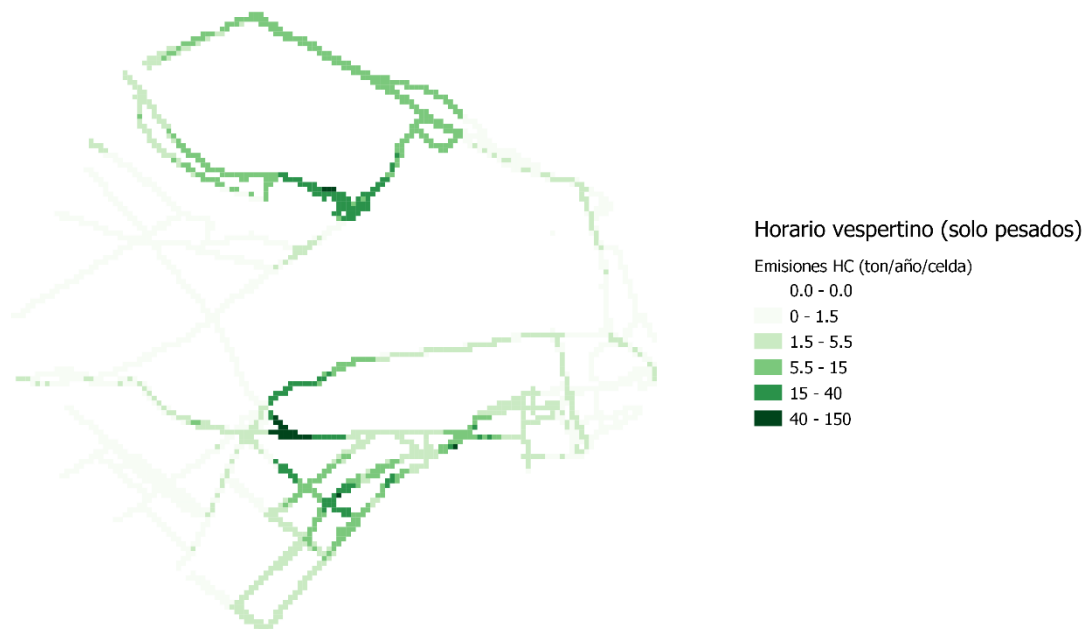 Horario vespertino (solo pesados)
Emisiones HC (ton/año/celda)
0.0 - 0.0
0 - 1.5
1.5 - 5.5
5.5 - 15
15 - 40
40 - 150